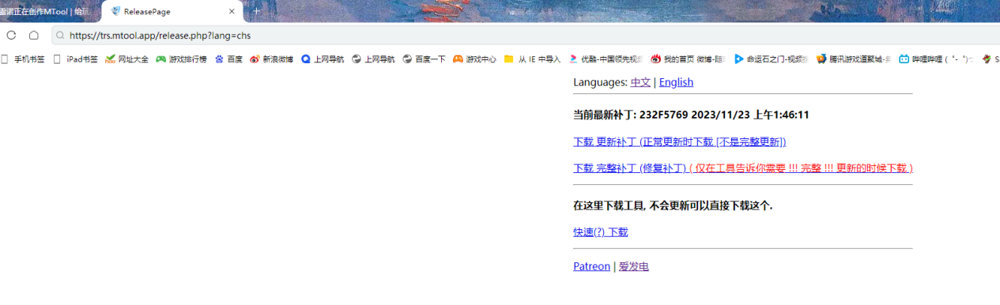 雷诺正在创作MTool | 给玩
ReleasePage
https://trs.mtool.app/release.php?lang=chs
手机书签 iPad书签 网址大全 游戏排行榜 百度 新浪微博 上网导航 上网导航 百度一下 游戏中心 从 IE 中导入 优酷-中国领先视频 我的首页 微博-随 命运石之门-视频 腾讯游戏道聚城- 哔哩哔哩 ( ゜- ゜)つ S
Languages: 中文 | English
当前最新补丁: 232F5769 2023/11/23 上午1:46:11
下载 更新补丁 (正常更新时下载 [不是完整更新])
下载 完整补丁 (修复补丁) ( 仅在工具告诉你需要 !!! 完整 !!! 更新的时候下载 )
在这里下载工具, 不会更新可以直接下载这个.
快速(?) 下载
Patreon | 爱发电